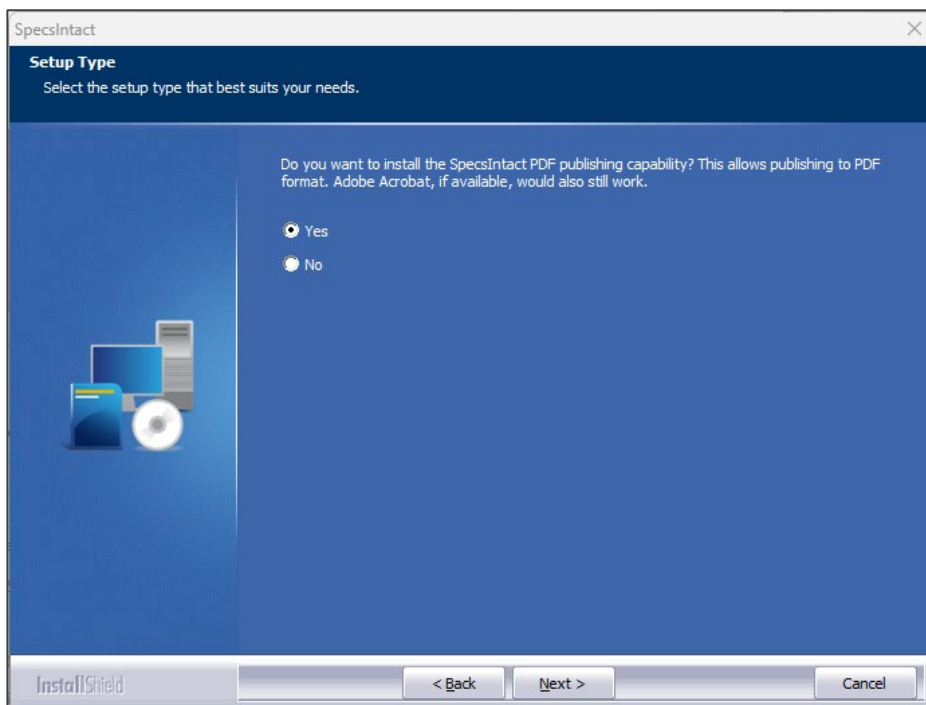 SpecsIntact
Setup Type
Select the setup type that best suits your needs.
Do you want to install the SpecsIntact PDF publishing capability? This allows publishing to PDF
format. Adobe Acrobat, if available, would also still work.
Yes
No
InstallShield
< Back
Next >
Cancel